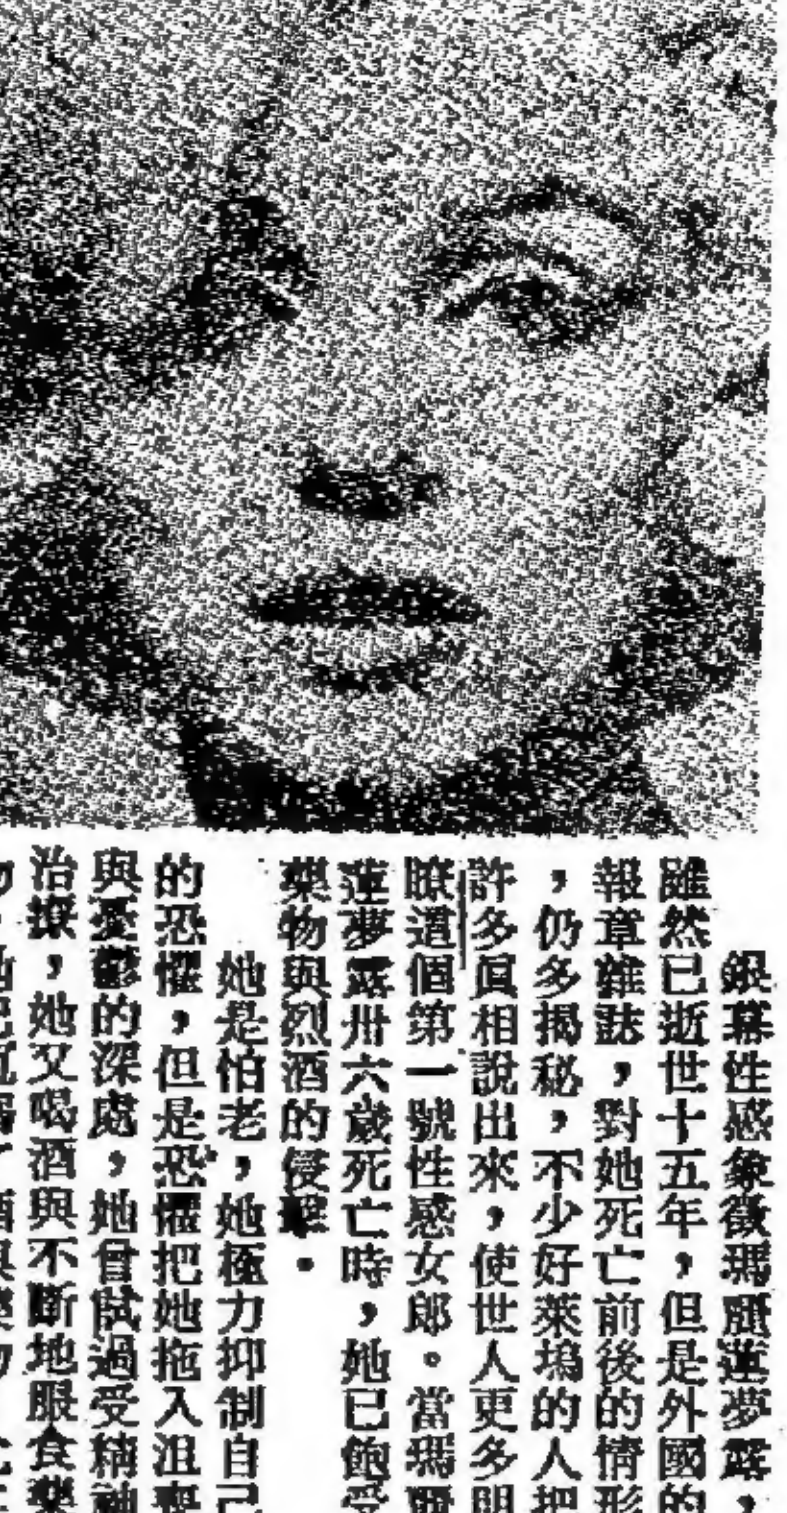 銀幕性感象徵瑪麗蓮夢露，
雖然已逝世十五年，但是外國的
報章雜誌，對她死亡前後的情形
，仍多揭秘，不少好萊塢的人把
許多眞相說出來，使世人更多明
瞭這個第一號性感女郎。當瑪麗
蓮夢露卅六歲死亡時，她已飽受
藥物與烈酒的侵擊。
她是怕老，她極力抑制自己
的恐懼，但是恐懼把她拖入沮喪
與憂鬱的深處，她曾試過受精神
治療，她又喝酒與不斷地服食藥